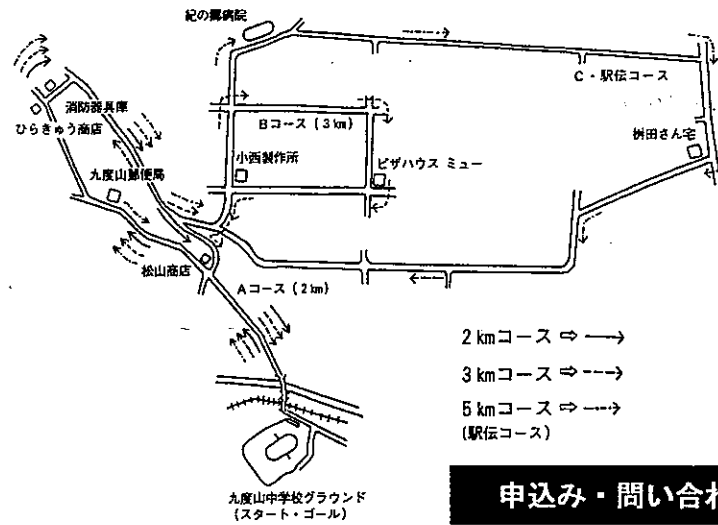 紀の郷病院
C・駅伝コース
消防器具庫
ひらきゅう商店
Bコース(3km)
桝田さん宅
小西製作所
ピザハウス ミュー
九度山郵便局
松山商店
Aコース(2km)
2kmコース⇨→
3kmコース⇨-→
5kmコース⇨-・→
(駅伝コース)
九度山中学校グラウンド
(スタート・ゴール)
申込み・問い合わ